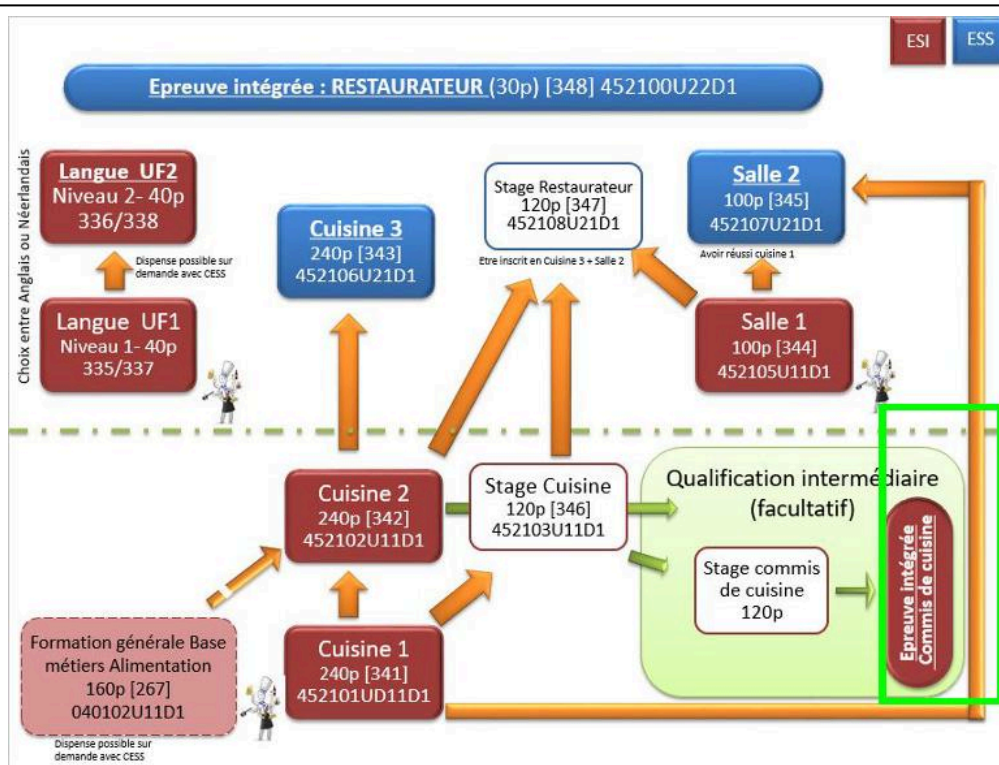 ESI
ESS
Epreuve intégrée : RESTAURATEUR (30p) [348] 452100U22D1
Choix entre Anglais ou Néerlandais
Langue UF2
Niveau 2- 40p
336/338
Dispense possible sur
demande avec CESS
Langue UF1
Niveau 1- 40p
335/337
Cuisine 3
240p [343]
452106U21D1
Stage Restaurateur
120p [347]
452108U21D1
Etre inscrit en Cuisine 3 + Salle 2
Salle 2
100p [345]
452107U21D1
Avoir réussi cuisine 1
Salle 1
100p [344]
452105U11D1
Cuisine 2
240p [342]
452102U11D1
Stage Cuisine
120p [346]
452103U11D1
Qualification intermédiaire
(facultatif)
Stage commis
de cuisine
120p
Epreuve intégrée
Commis de cuisine
Formation générale Base
métiers Alimentation
160p [267]
040102U11D1
Dispense possible sur
demande avec CESS
Cuisine 1
240p [341]
452101UD11D1